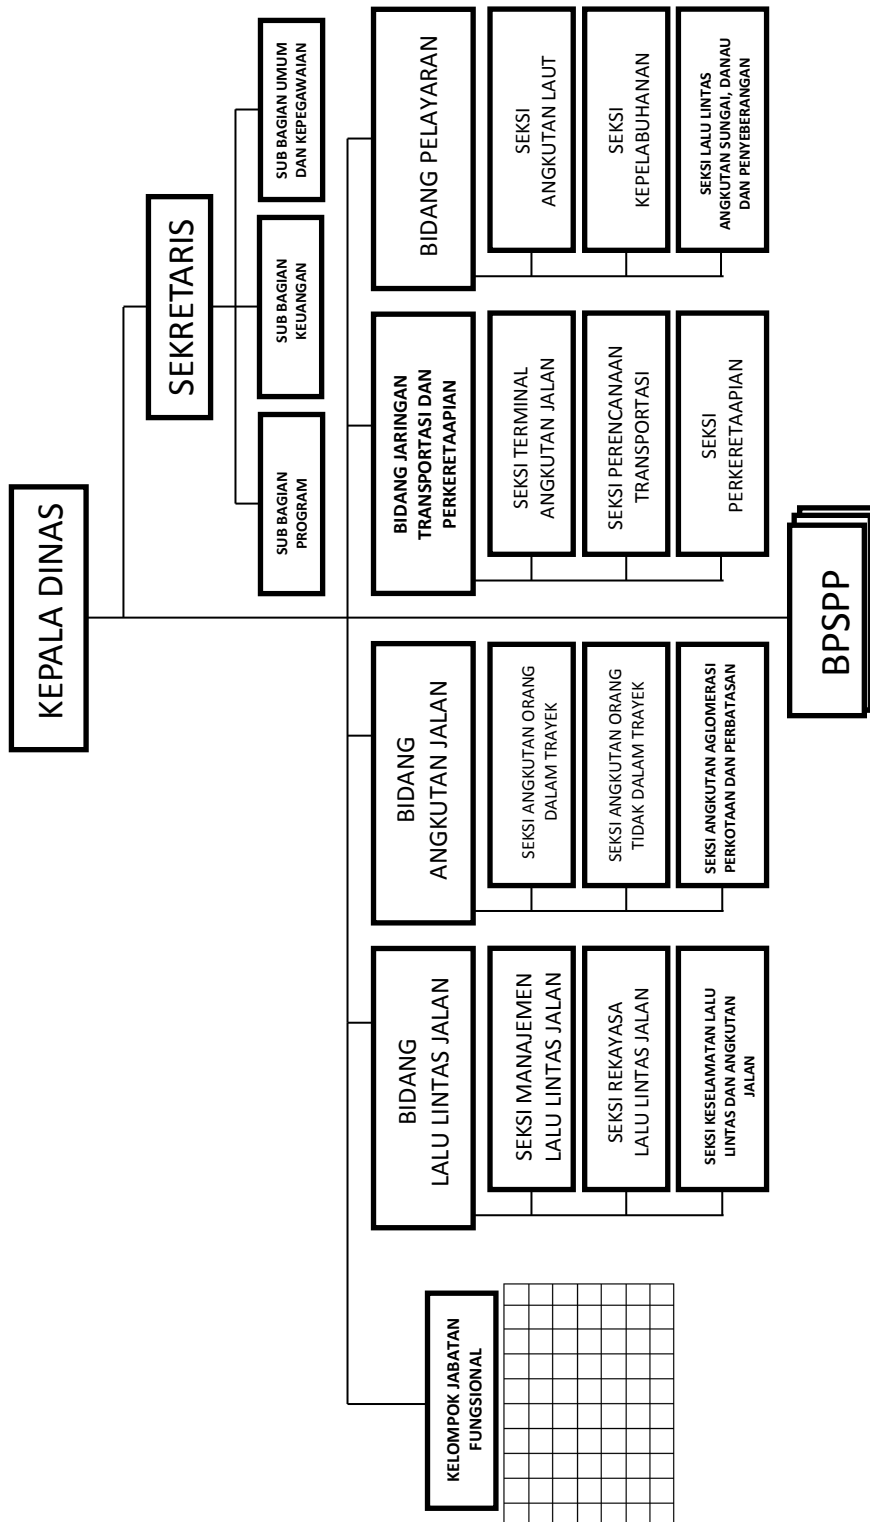 KEPALA DINAS
SEKRETARIS
SUB BAGIAN
PROGRAM
SUB BAGIAN
KEUANGAN
SUB BAGIAN UMUM
DAN KEPEGAWAIAN
KELOMPOK JABATAN
FUNGSIONAL
BIDANG
LALU LINTAS JALAN
SEKSI MANAJEMEN
LALU LINTAS JALAN
SEKSI REKAYASA
LALU LINTAS JALAN
SEKSI KESELAMATAN LALU
LINTAS DAN ANGKUTAN
JALAN
BIDANG
ANGKUTAN JALAN
SEKSI ANGKUTAN ORANG
DALAM TRAYEK
SEKSI ANGKUTAN ORANG
TIDAK DALAM TRAYEK
SEKSI ANGKUTAN AGLOMERASI
PERKOTAAN DAN PERBATASAN
BIDANG JARINGAN
TRANSPORTASI DAN
PERKERETAAPIAN
SEKSI TERMINAL
ANGKUTAN JALAN
SEKSI PERENCANAAN
TRANSPORTASI
SEKSI
PERKERETAAPIAN
BIDANG PELAYARAN
SEKSI
ANGKUTAN LAUT
SEKSI
KEPELABUHANAN
SEKSI LALU LINTAS
ANGKUTAN SUNGAI, DANAU
DAN PENYEBERANGAN
BPSPP